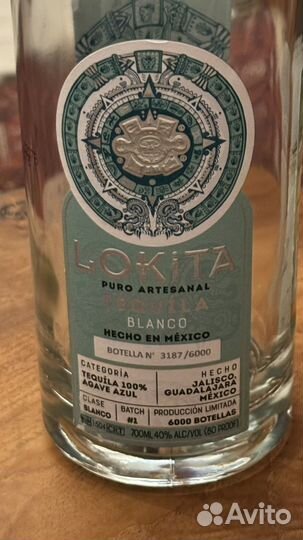 LOKITA
PURO ARTESANAL
TEQUILA
BLANCO
HECHO EN MÉXICO
BOTELLA N° 3187/6000
CATEGORÍA
TEQUILA 100%
AGAVE AZUL
HECHO
JALISCO,
GUADALAJARA
MÉXICO
CLASE
BLANCO
BATCH
#1
PRODUCCIÓN LIMITADA
6000 BOTELLAS
700ML 40% ALC/VOL (80 PROOF)
Avito